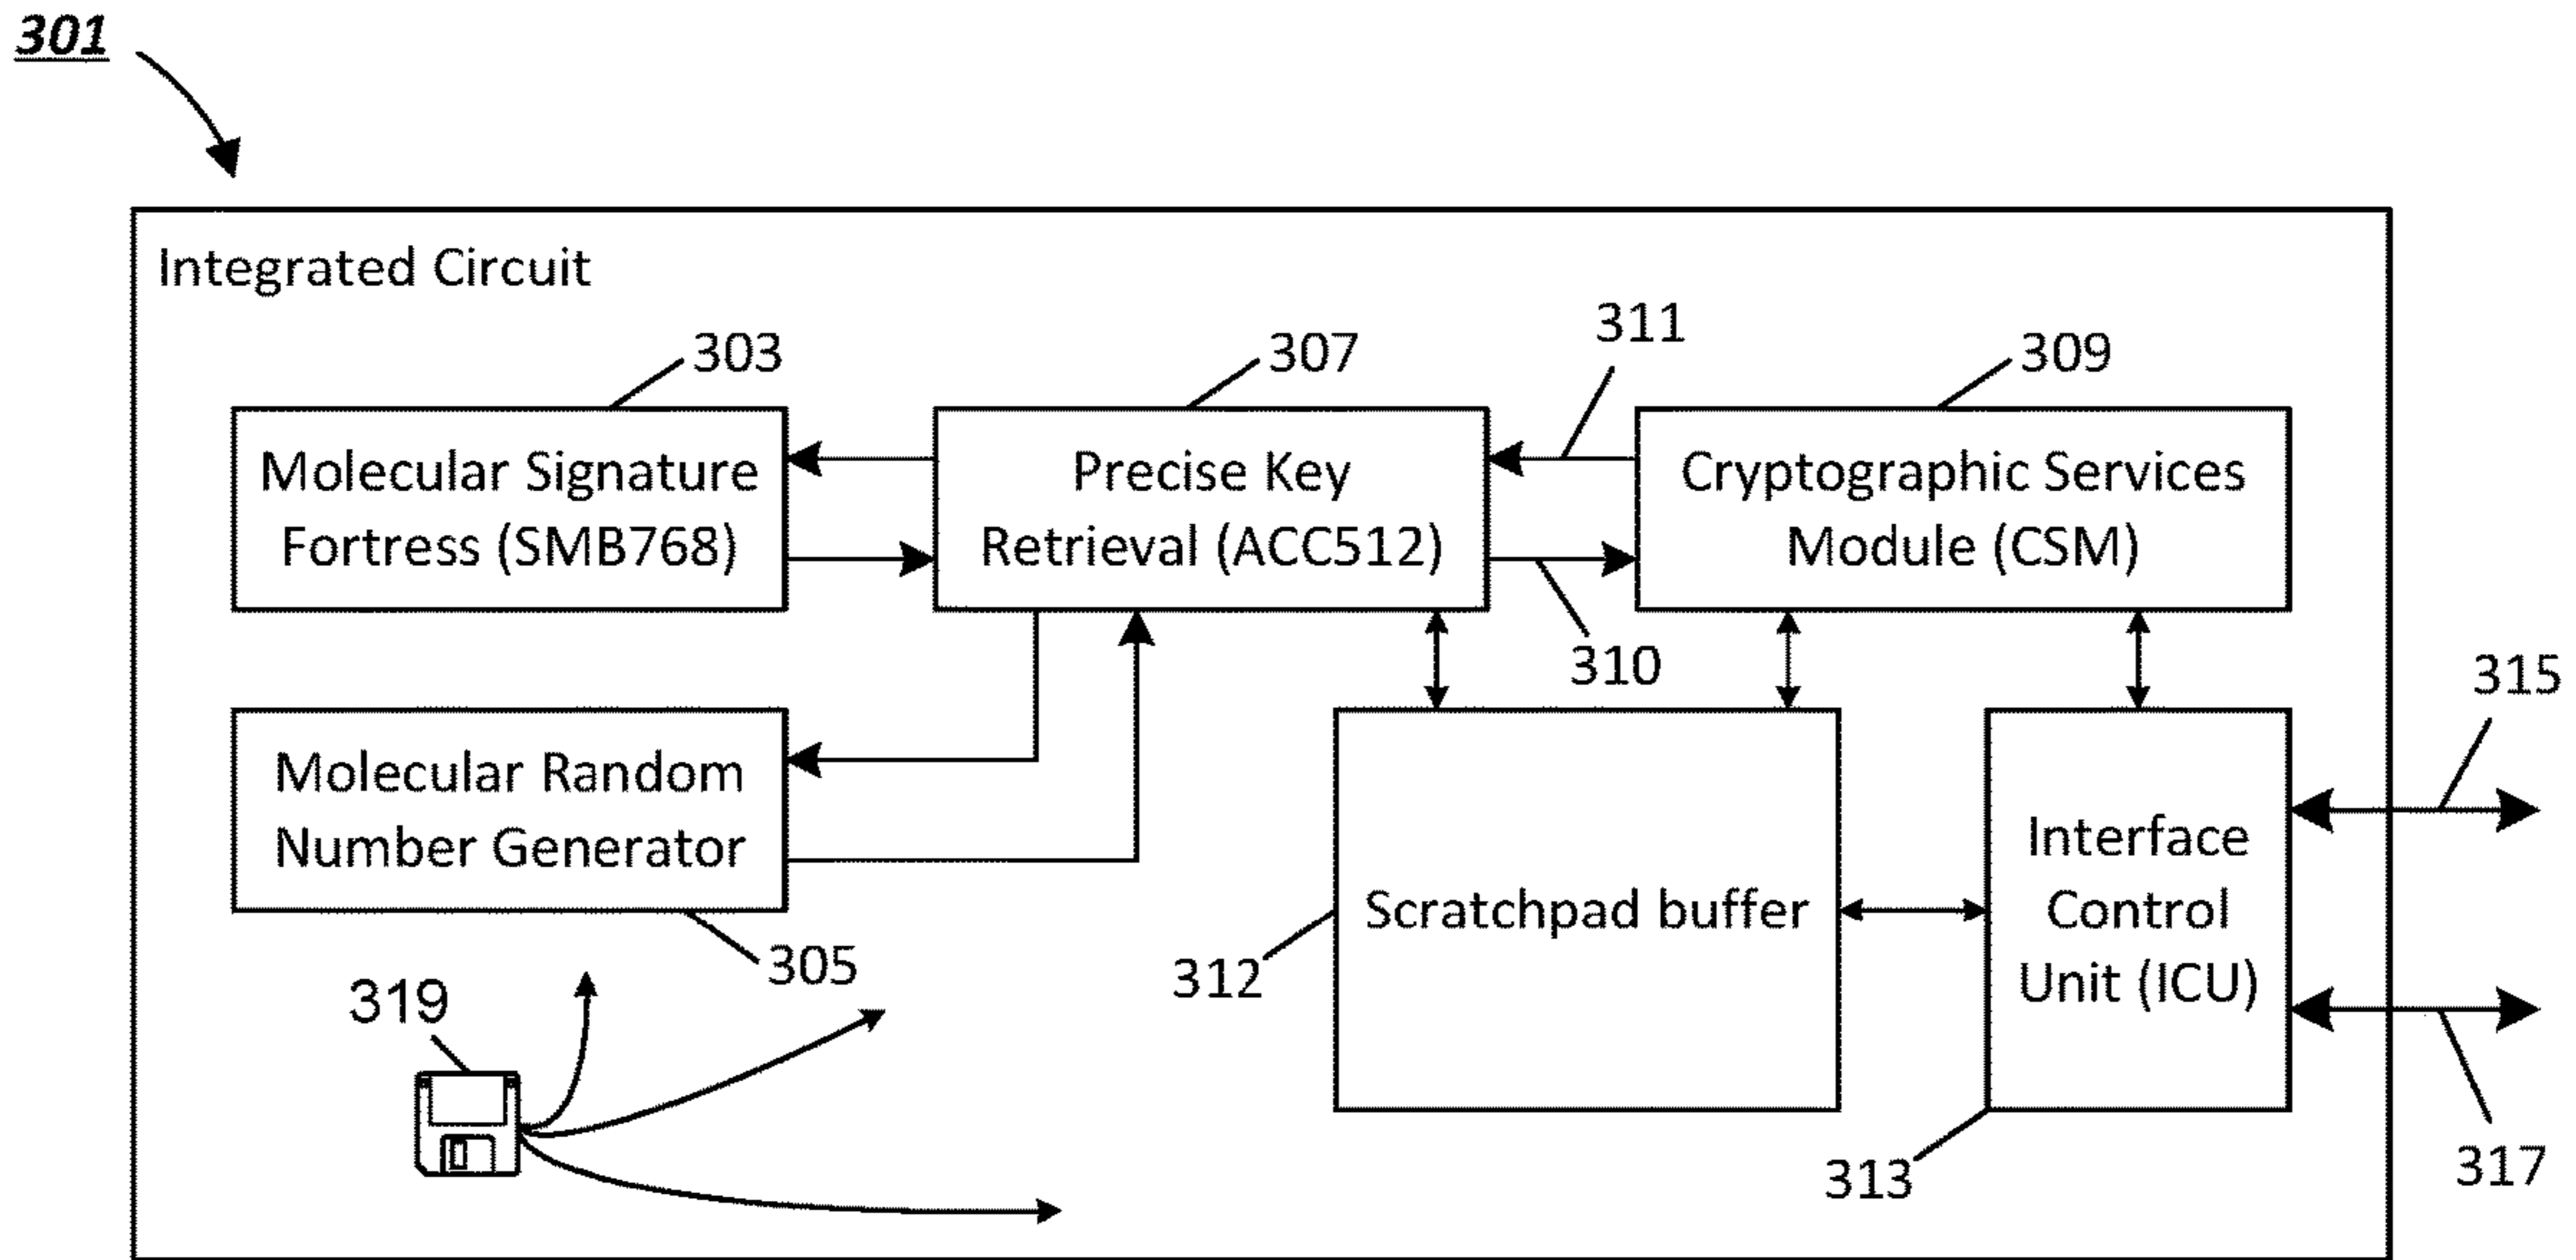 301
Integrated Circuit
311
303
307
309
Molecular Signature
Fortress (SMB768)
Precise Key
Retrieval (ACC512)
Cryptographic Services
Module (CSM)
310
315
Molecular Random
Number Generator
Scratchpad buffer
Interface
Control
Unit (ICU)
305
312
319
313
317